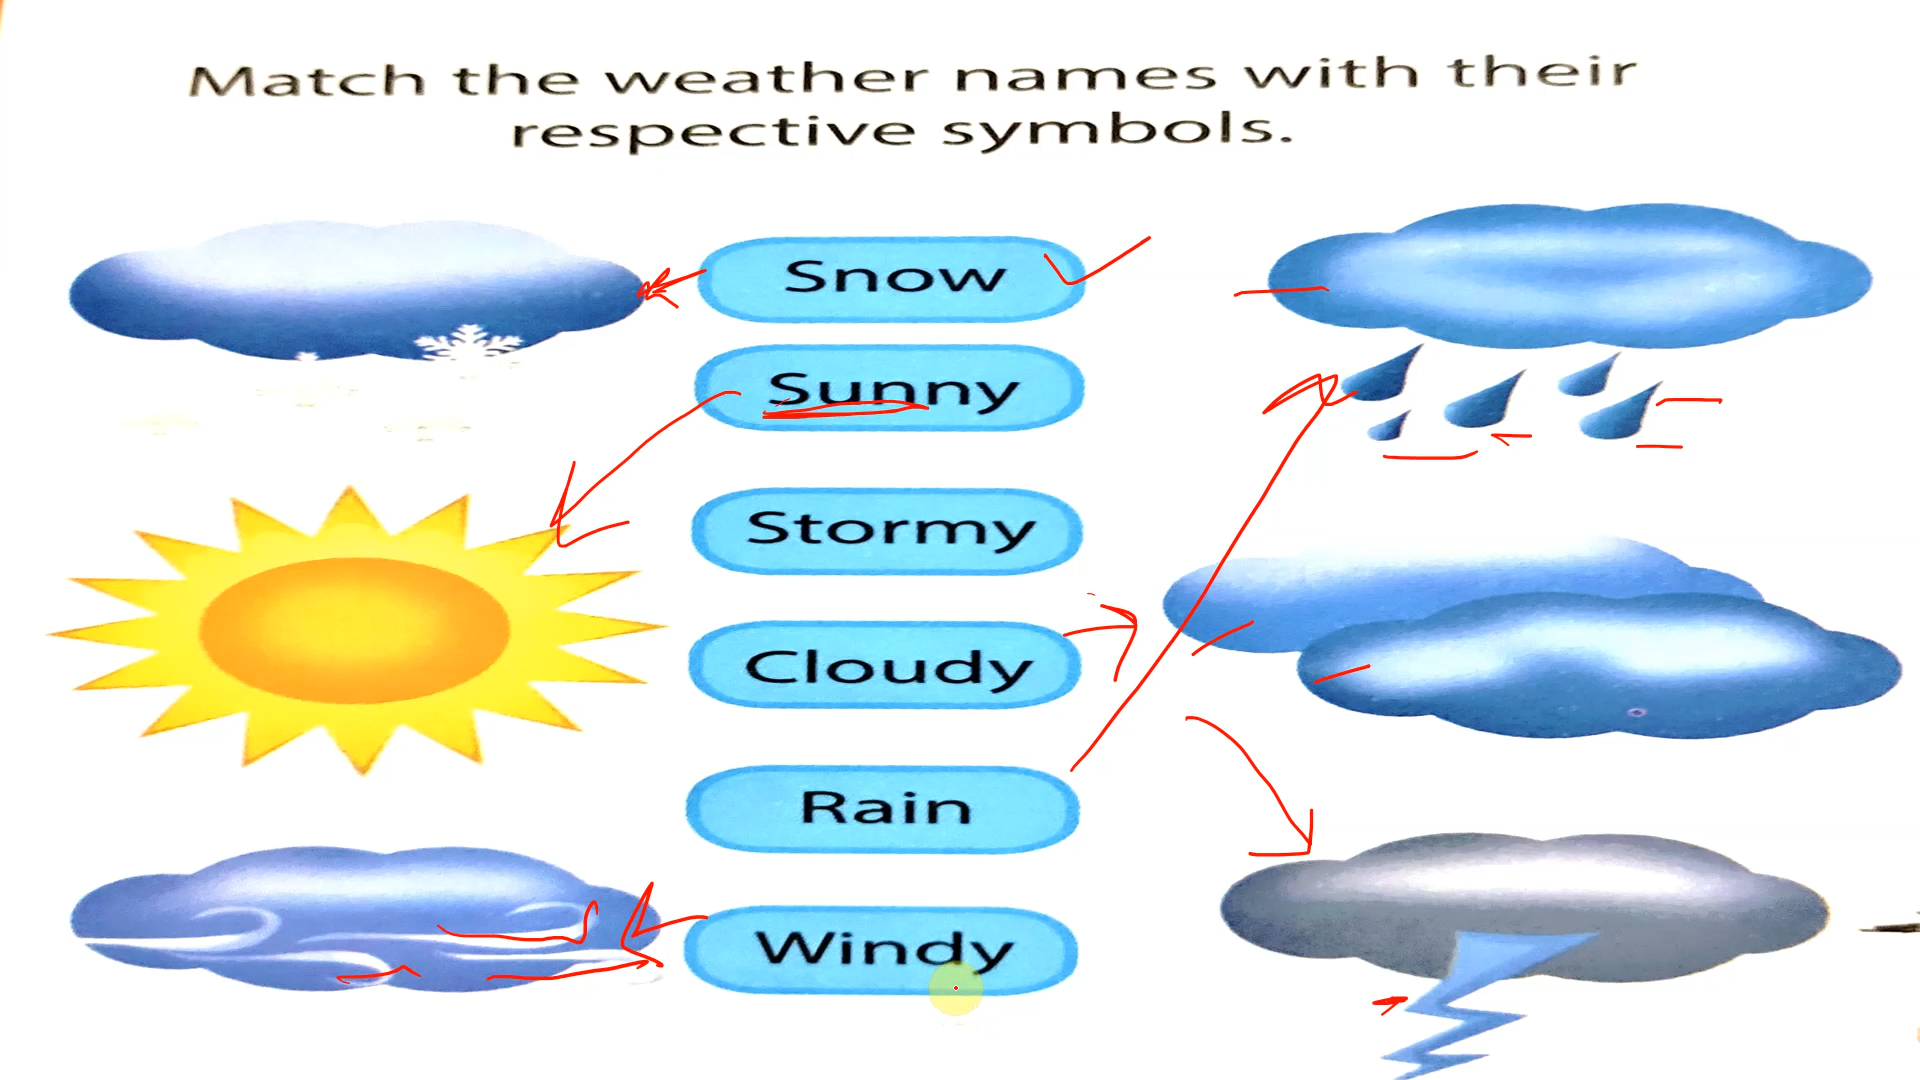 Match the weather names with their
respective symbols.
Snow
Sunny
Stormy
Cloudy
Rain
Windy